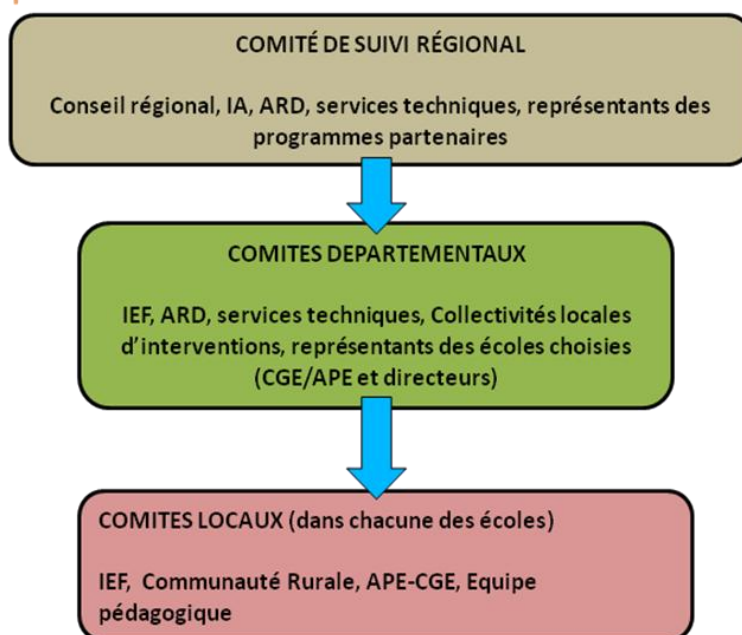 COMITÉ DE SUIVI RÉGIONAL
Conseil régional, IA, ARD, services techniques, représentants des
programmes partenaires
COMITES DEPARTEMENTAUX
IEF, ARD, services techniques, Collectivités locales
d’interventions, représentants des écoles choisies
(CGE/APE et directeurs)
COMITES LOCAUX (dans chacune des écoles)
IEF, Communauté Rurale, APE-CGE, Equipe
pédagogique